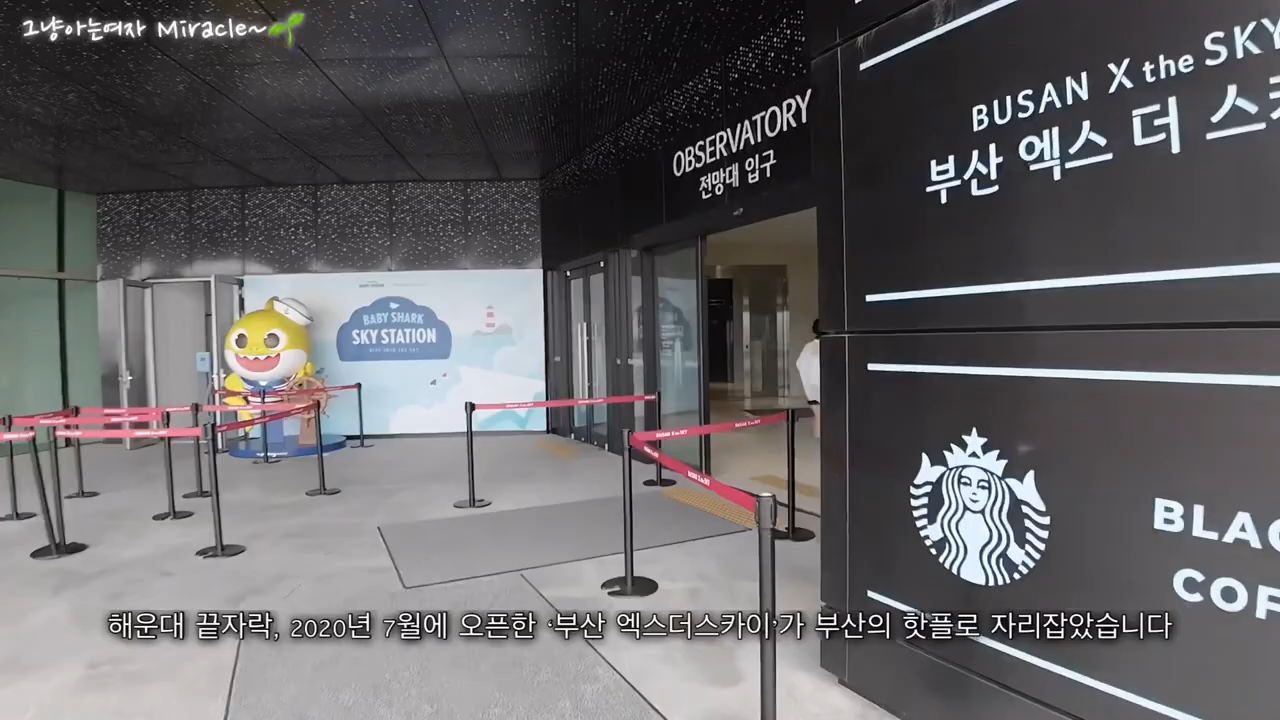 그냥아는여자 Miracle~
BUSAN X the SKY
부산 엑스 더 스카
OBSERVATORY
전망대 입구
BABY SHARK
SKY STATION
BLAC
COF
해운대 끝자락, 2020년 7월에 오픈한 '부산 엑스더스카이'가 부산의 핫플로 자리잡았습니다